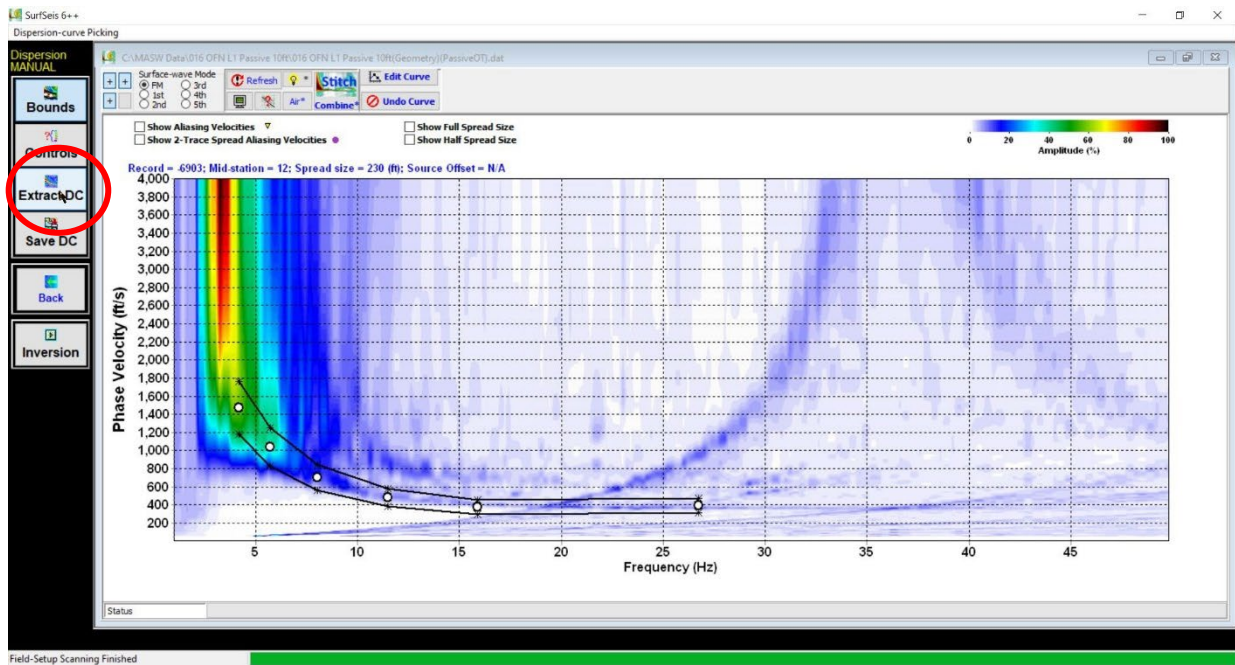 SurfSeis 6++
Dispersion-curve Picking
Dispersion
MANUAL
Bounds
Controls
Extract DC
Save DC
Back
Inversion
C:\MASW Data\016 OFN L1 Passive 10ft\016 OFN L1 Passive 10ft(Geometry)(PassiveOT).dat
Surface-wave Mode
FM 3rd
1st 4th
2nd 5th
Refresh
Air*
Stitch
Combine*
Edit Curve
Undo Curve
Show Aliasing Velocities
Show 2-Trace Spread Aliasing Velocities
Show Full Spread Size
Show Half Spread Size
0 20 40 60 80 100
Amplitude (%)
Record = -6903; Mid-station = 12; Spread size = 230 (ft); Source Offset = N/A
Phase Velocity (ft/s)
4,000
3,800
3,600
3,400
3,200
3,000
2,800
2,600
2,400
2,200
2,000
1,800
1,600
1,400
1,200
1,000
800
600
400
200
5 10 15 20 25 30 35 40 45
Frequency (Hz)
Status
Field-Setup Scanning Finished